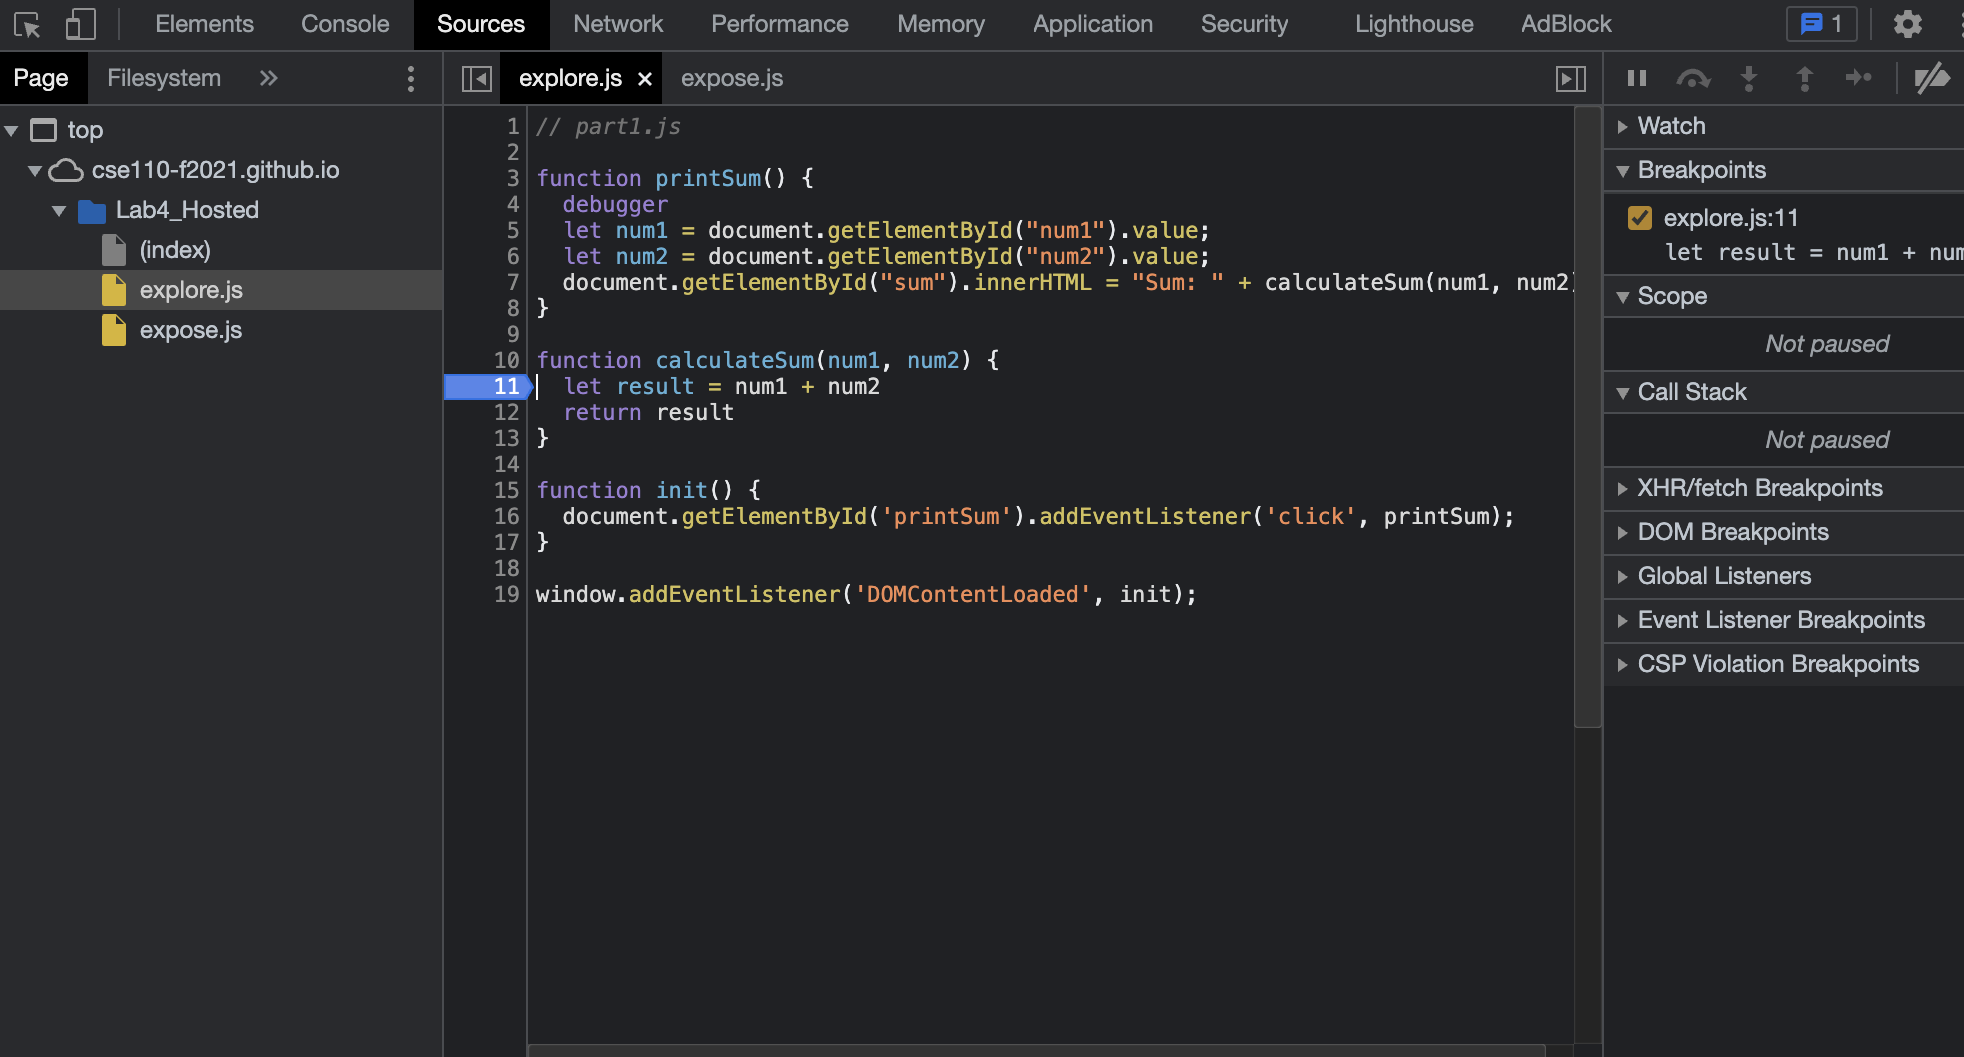 Elements Console Sources Network Performance Memory Application Security Lighthouse AdBlock 1
Page Filesystem »
explore.js × expose.js
top
cse110-f2021.github.io
Lab4_Hosted
(index)
explore.js
expose.js
1 // part1.js
2
3 function printSum() {
4   debugger
5   let num1 = document.getElementById("num1").value;
6   let num2 = document.getElementById("num2").value;
7   document.getElementById("sum").innerHTML = "Sum: " + calculateSum(num1, num2)
8 }
9
10 function calculateSum(num1, num2) {
11   let result = num1 + num2
12   return result
13 }
14
15 function init() {
16   document.getElementById('printSum').addEventListener('click', printSum);
17 }
18
19 window.addEventListener('DOMContentLoaded', init);
Watch
Breakpoints
explore.js:11
let result = num1 + num
Scope
Not paused
Call Stack
Not paused
XHR/fetch Breakpoints
DOM Breakpoints
Global Listeners
Event Listener Breakpoints
CSP Violation Breakpoints